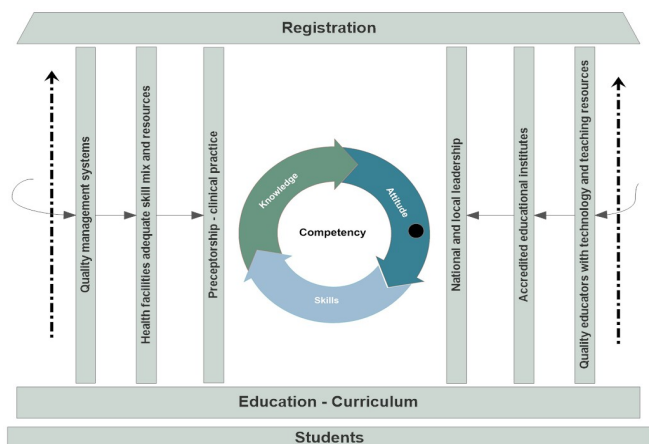 Registration
Quality management systems
Health facilities adequate skill mix and resources
Preceptorship - clinical practice
Knowledge
Attitude
Competency
Skills
National and local leadership
Accredited educational institutes
Quality educators with technology and teaching resources
Education - Curriculum
Students